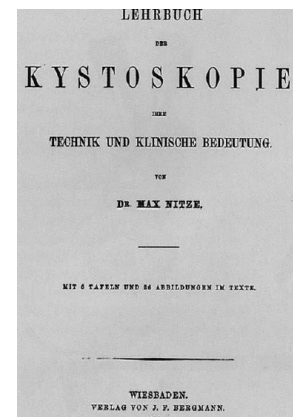 LEHRBUCH
DER
KYSTOSKOPIE
IHRE
TECHNIK UND KLINISCHE BEDEUTUNG.
VON
DR. MAX NITZE,
MIT 6 TAFELN UND 24 ABBILDUNGEN IM TEXTE.
WIESBADEN.
VERLAG VON J. F. BERGMANN.